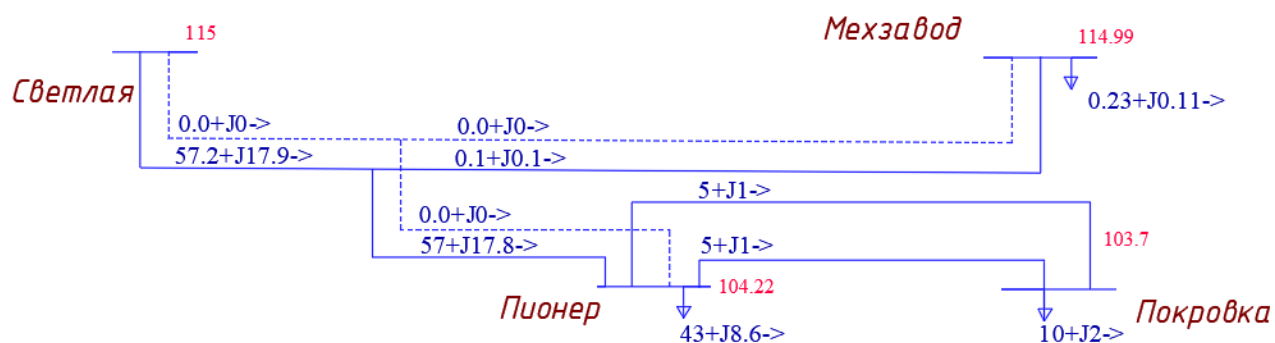 115
Мехзавод
114.99
Светлая
0.23+J0.11->
0.0+J0->
0.0+J0->
57.2+J17.9->
0.1+J0.1->
5+J1->
0.0+J0->
103.7
57+J17.8->
5+J1->
Пионер
104.22
Покровка
43+J8.6->
10+J2->